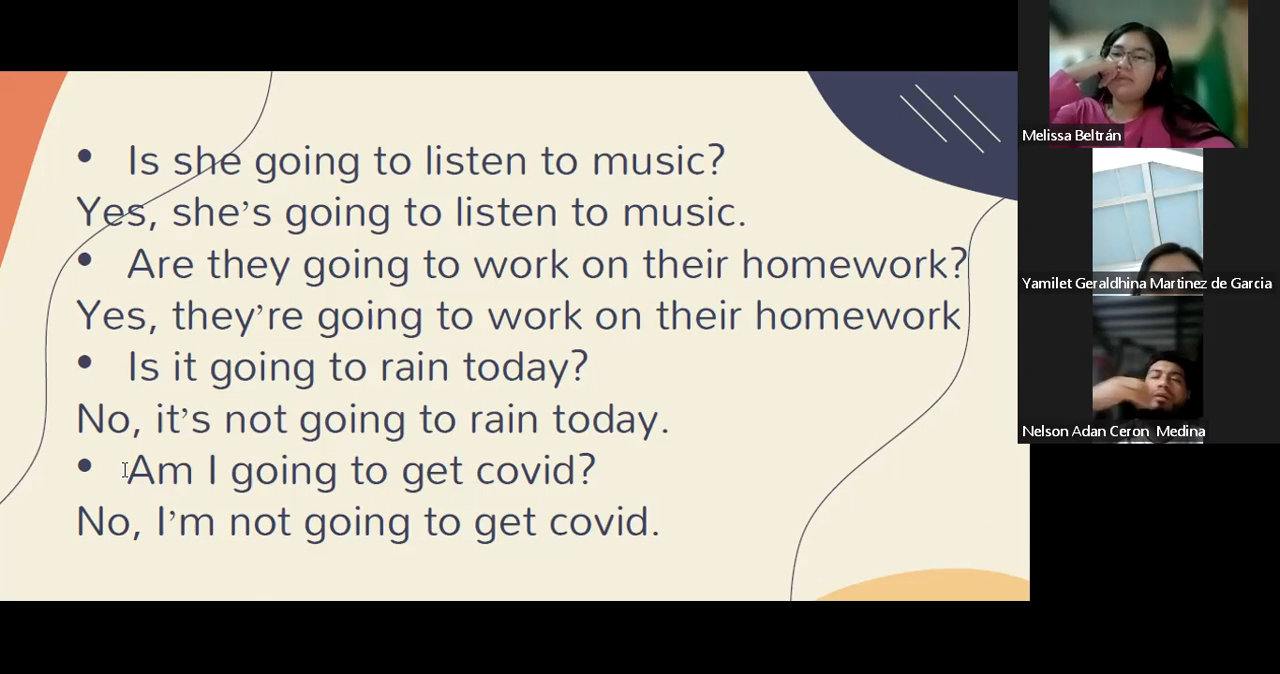 • Is she going to listen to music?
Yes, she’s going to listen to music.
• Are they going to work on their homework?
Yes, they’re going to work on their homework
• Is it going to rain today?
No, it’s not going to rain today.
• Am I going to get covid?
No, I’m not going to get covid.
Melissa Beltrán
Yamilet Geraldhina Martinez de Garcia
Nelson Adan Ceron Medina